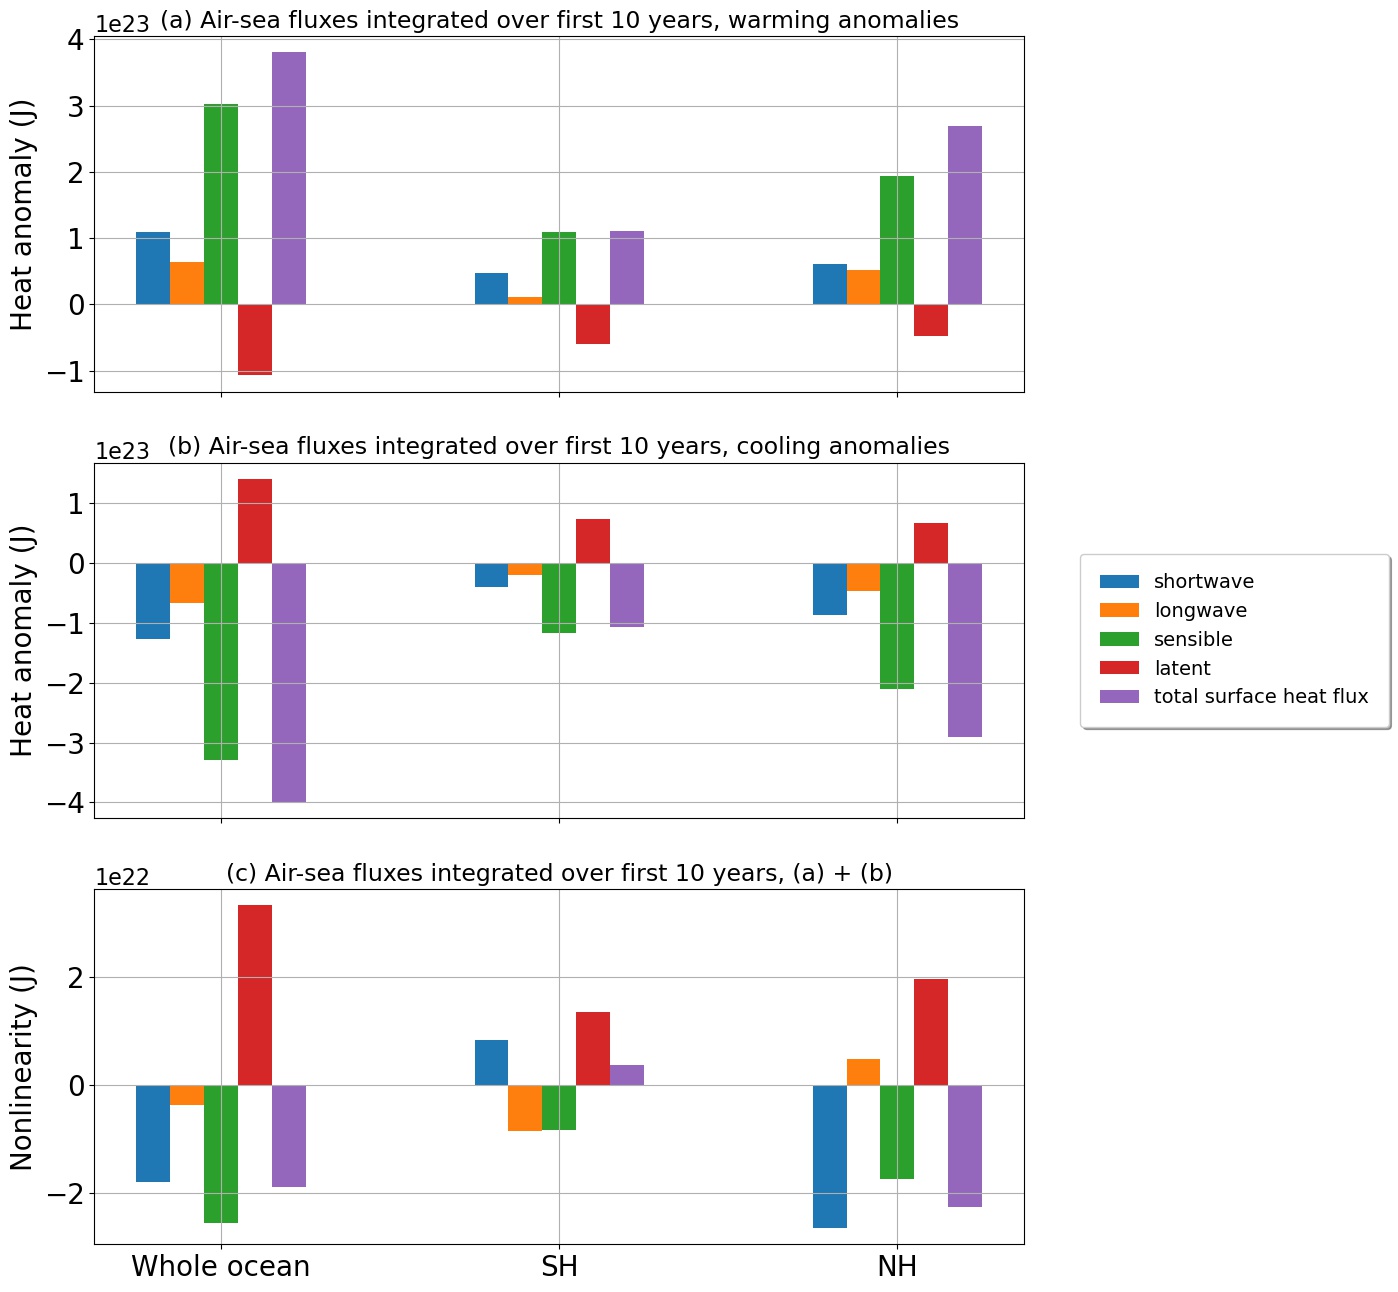 1e23 (a) Air-sea fluxes integrated over first 10 years, warming anomalies
Heat anomaly (J)
4
3
2
1
0
−1
1e23 (b) Air-sea fluxes integrated over first 10 years, cooling anomalies
Heat anomaly (J)
1
0
−1
−2
−3
−4
shortwave
longwave
sensible
latent
total surface heat flux
1e22 (c) Air-sea fluxes integrated over first 10 years, (a) + (b)
Nonlinearity (J)
2
0
−2
Whole ocean SH NH